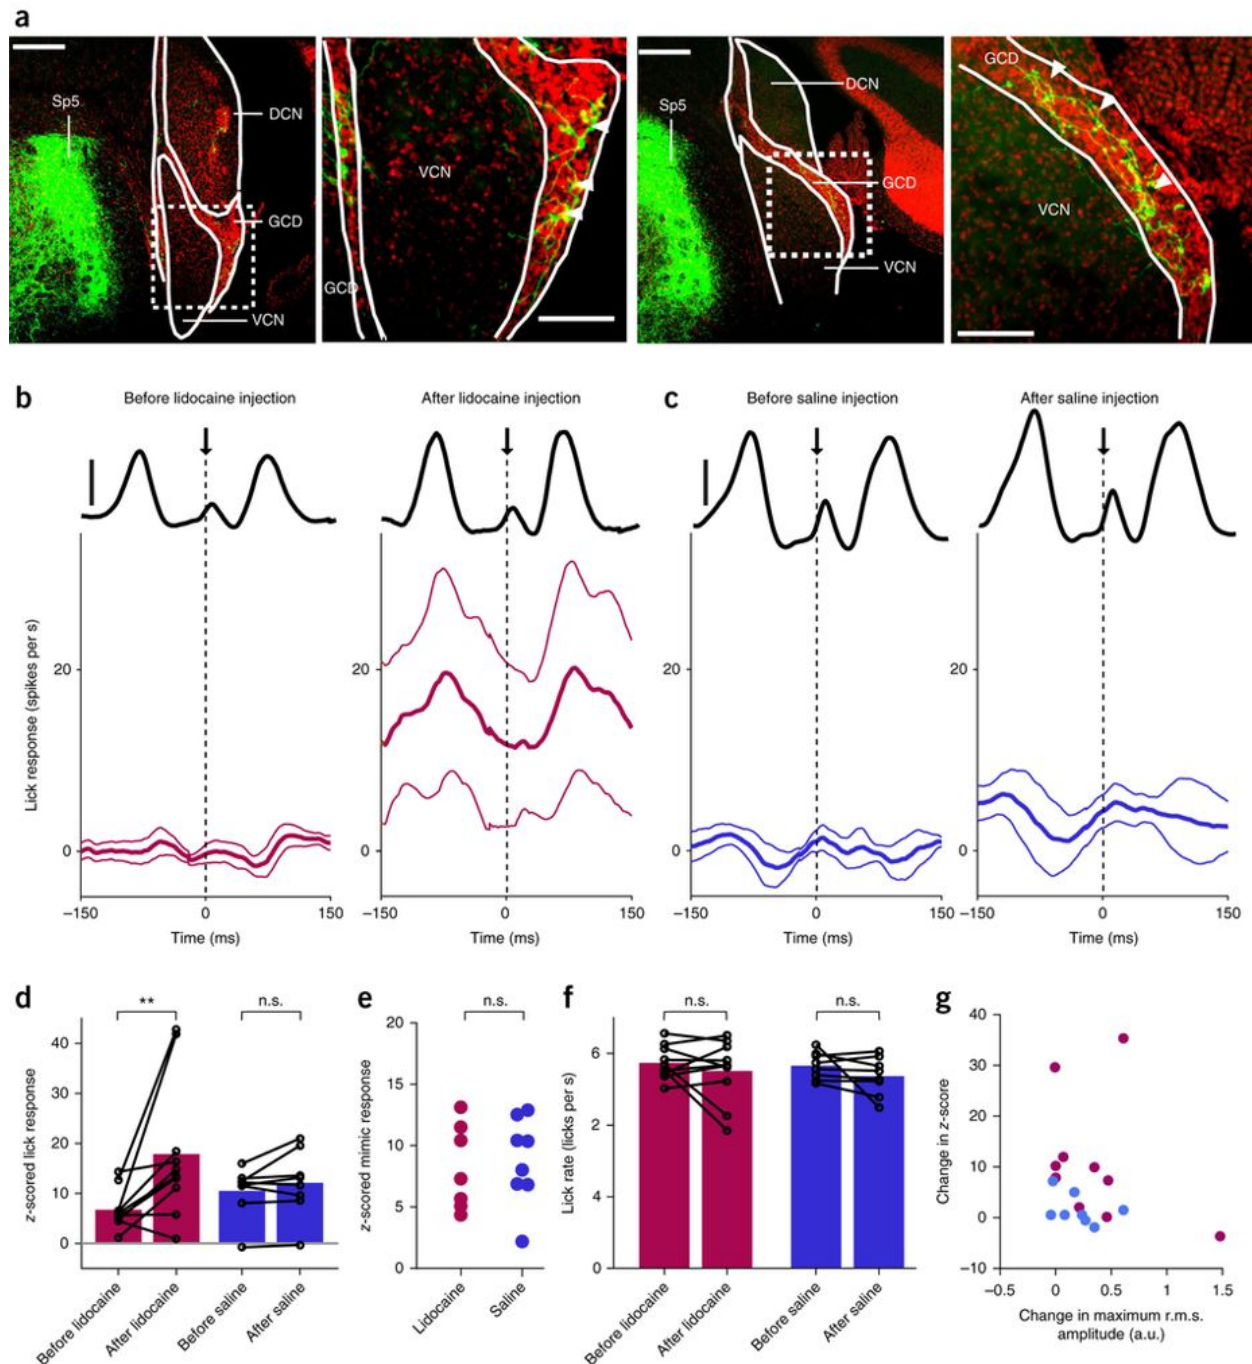 a
Sp5
DCN
GCD
VCN
VCN
GCD
Sp5
DCN
GCD
VCN
GCD
VCN
b
Before lidocaine injection
After lidocaine injection
c
Before saline injection
After saline injection
Lick response (spikes per s)
20
0
20
0
20
0
20
0
−150
0
150
−150
0
150
−150
0
150
−150
0
150
Time (ms)
Time (ms)
Time (ms)
Time (ms)
d
**
n.s.
z-scored lick response
40
30
20
10
0
Before lidocaine
After lidocaine
Before saline
After saline
e
n.s.
z-scored mimic response
20
15
10
5
0
Lidocaine
Saline
f
n.s.
n.s.
Lick rate (licks per s)
6
2
4
0
Before lidocaine
After lidocaine
Before saline
After saline
g
Change in z-score
40
30
20
10
0
−10
−0.5
0
0.5
1
1.5
Change in maximum r.m.s.
amplitude (a.u.)